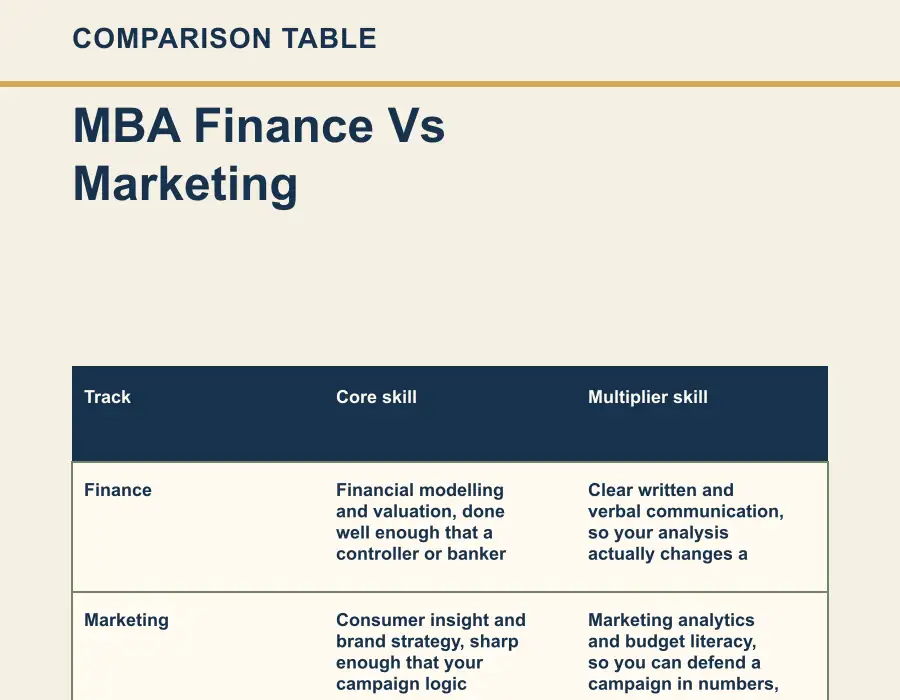 COMPARISON TABLE
MBA Finance Vs
Marketing
Track
Core skill
Multiplier skill
Finance
Financial modelling
and valuation, done
well enough that a
controller or banker
Clear written and
verbal communication,
so your analysis
actually changes a
Marketing
Consumer insight and
brand strategy, sharp
enough that your
campaign logic
Marketing analytics
and budget literacy,
so you can defend a
campaign in numbers,